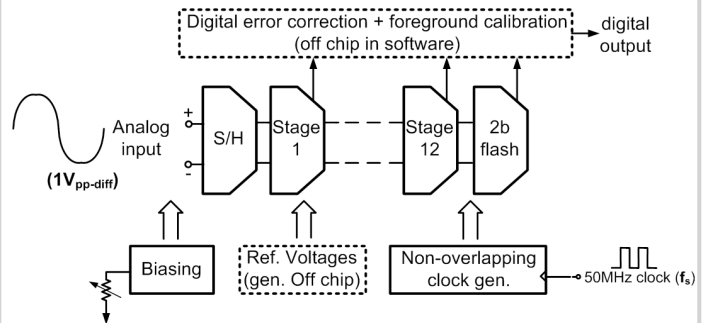 Digital error correction + foreground calibration
(off chip in software)
digital
output
Analog
input
(1Vpp-diff)
+
-
S/H
Stage
1
Stage
12
2b
flash
Biasing
Ref. Voltages
(gen. Off chip)
Non-overlapping
clock gen.
50MHz clock (fs)